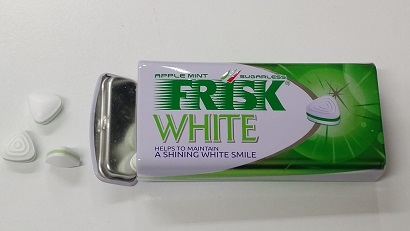 APPLE MINT SUGARLESS
FRISK®
WHITE
HELPS TO MAINTAIN
A SHINING WHITE SMILE